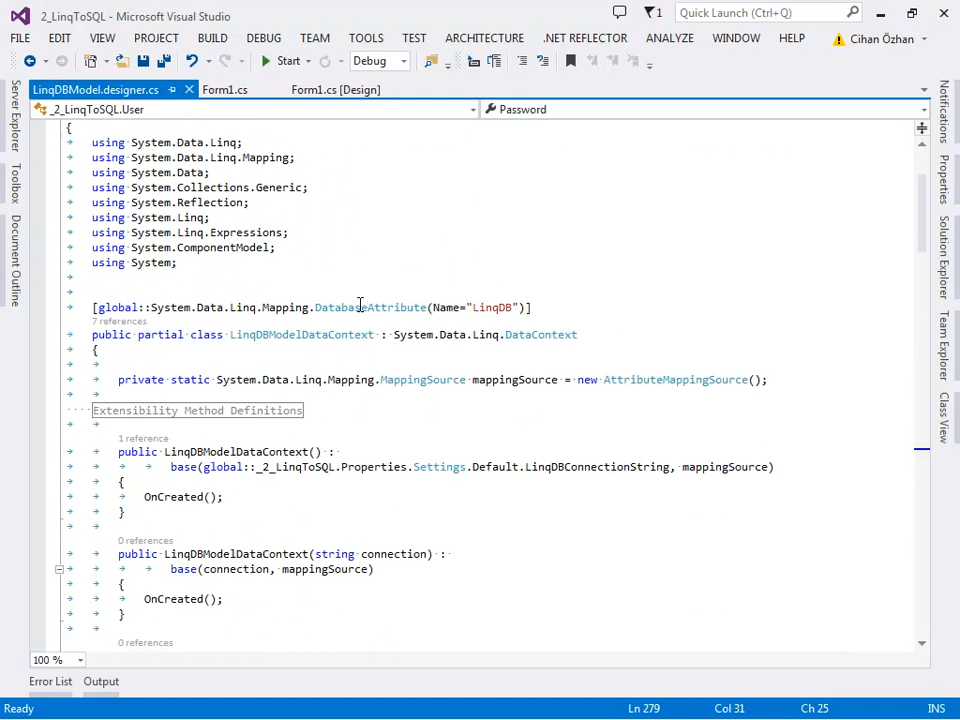 2_LinqToSQL - Microsoft Visual Studio
1
Quick Launch (Ctrl+Q)
FILE EDIT VIEW PROJECT BUILD DEBUG TEAM TOOLS TEST ARCHITECTURE .NET REFLECTOR ANALYZE WINDOW HELP Cihan Özhan
Start Debug
LinqDBModel.designer.cs Form1.cs Form1.cs [Design]
_2_LinqToSQL.User Password
Server Explorer
Toolbox
Document Outline
{
using System.Data.Linq;
using System.Data.Linq.Mapping;
using System.Data;
using System.Collections.Generic;
using System.Reflection;
using System.Linq;
using System.Linq.Expressions;
using System.ComponentModel;
using System;
[global::System.Data.Linq.Mapping.DatabaseAttribute(Name="LinqDB")]
7 references
public partial class LinqDBModelDataContext : System.Data.Linq.DataContext
{
private static System.Data.Linq.Mapping.MappingSource mappingSource = new AttributeMappingSource();
Extensibility Method Definitions
1 reference
public LinqDBModelDataContext() :
base(global::_2_LinqToSQL.Properties.Settings.Default.LinqDBConnectionString, mappingSource)
{
OnCreated();
}
0 references
public LinqDBModelDataContext(string connection) :
base(connection, mappingSource)
{
OnCreated();
}
0 references
Notifications
Properties
Solution Explorer
Team Explorer
Class View
100 %
Error List Output
Ready Ln 279 Col 31 Ch 25 INS